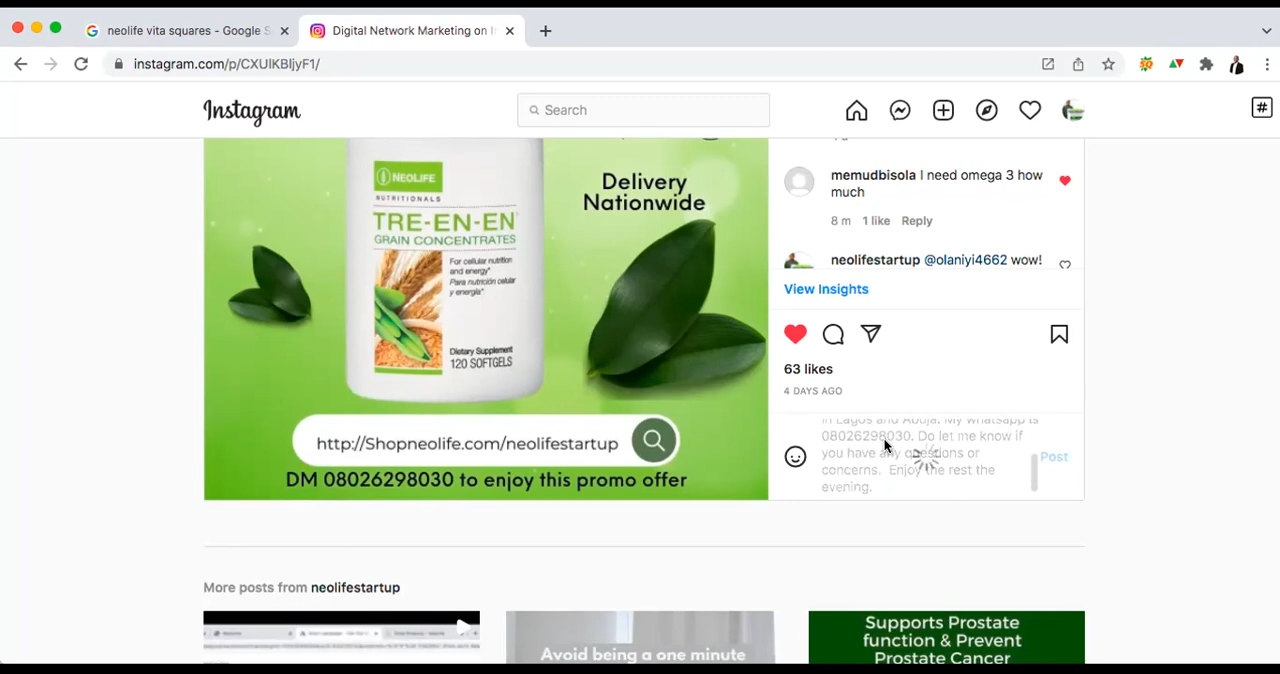 neolife vita squares - Google S
Digital Network Marketing on I
instagram.com/p/CXUlKBljyF1/
Instagram
Search
NEOLIFE
NUTRITIONALS
TRE-EN-EN
GRAIN CONCENTRATES
For cellular nutrition
and energy*
Para nutrición celular
y energía*
Dietary Supplement
120 SOFTGELS
Delivery
Nationwide
http://Shopneolife.com/neolifestartup
DM 08026298030 to enjoy this promo offer
memudbisola I need omega 3 how
much
8 m 1 like Reply
neolifestartup @olaniyi4662 wow!
View Insights
63 likes
4 DAYS AGO
in Lagos and Abuja. My whatsapp is
08026298030. Do let me know if
you have any questions or
concerns. Enjoy the rest the
evening.
Post
More posts from neolifestartup
Avoid being a one minute
Supports Prostate
function & Prevent
Prostate Cancer